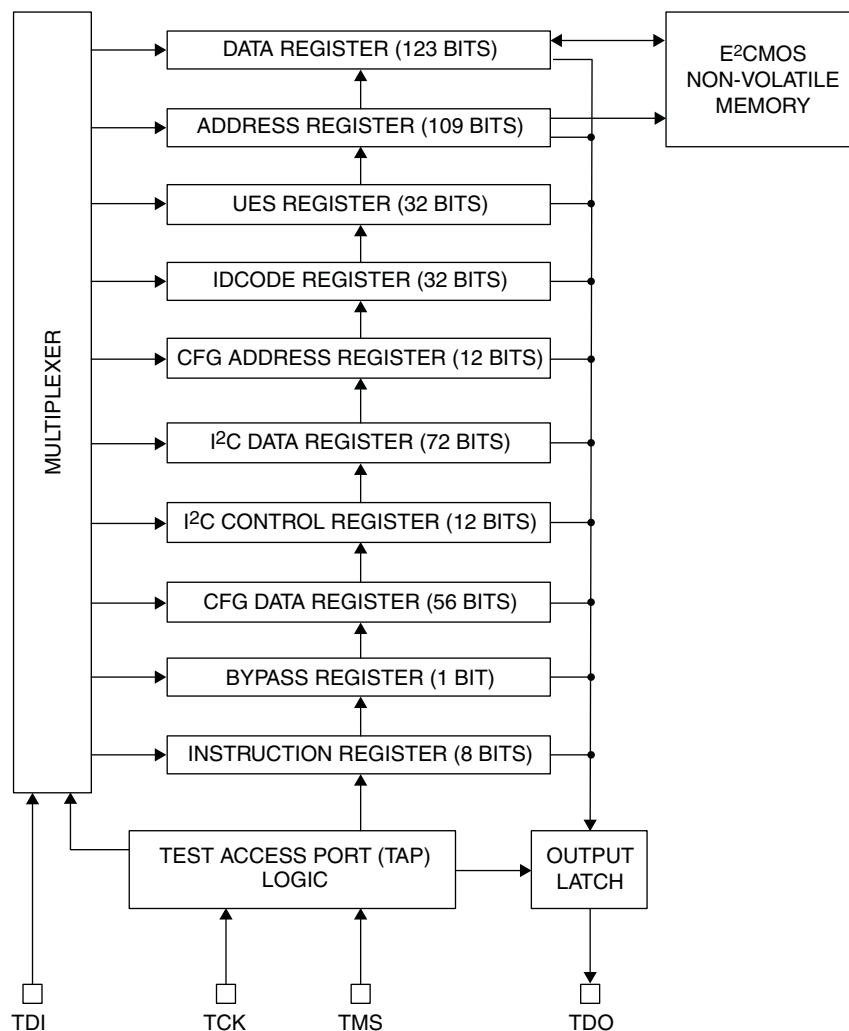 DATA REGISTER (123 BITS)
E²CMOS
NON-VOLATILE
MEMORY
ADDRESS REGISTER (109 BITS)
UES REGISTER (32 BITS)
IDCODE REGISTER (32 BITS)
CFG ADDRESS REGISTER (12 BITS)
MULTIPLEXER
I²C DATA REGISTER (72 BITS)
I²C CONTROL REGISTER (12 BITS)
CFG DATA REGISTER (56 BITS)
BYPASS REGISTER (1 BIT)
INSTRUCTION REGISTER (8 BITS)
TEST ACCESS PORT (TAP)
LOGIC
OUTPUT
LATCH
TDI
TCK
TMS
TDO